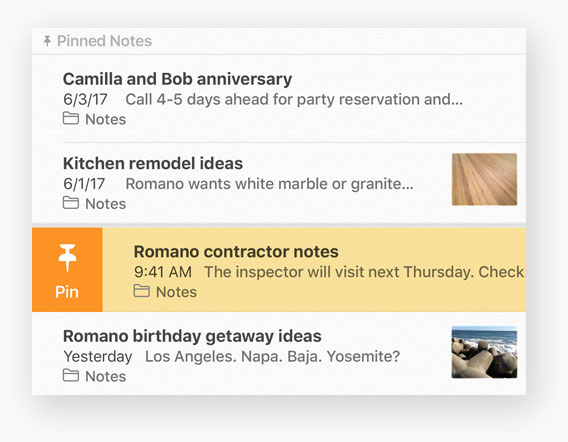 Pinned Notes
Camilla and Bob anniversary
6/3/17 Call 4-5 days ahead for party reservation and...
Notes
Kitchen remodel ideas
6/1/17 Romano wants white marble or granite...
Notes
Romano contractor notes
9:41 AM The inspector will visit next Thursday. Check
Pin
Notes
Romano birthday getaway ideas
Yesterday Los Angeles. Napa. Baja. Yosemite?
Notes